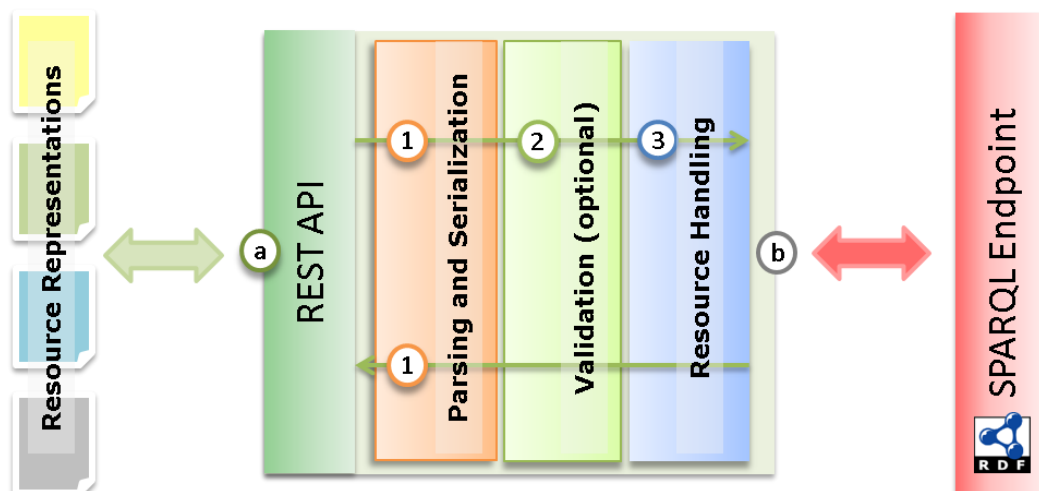 Resource Representations
a
REST API
1
1
Parsing and Serialization
2
Validation (optional)
3
Resource Handling
b
SPARQL Endpoint
RDF